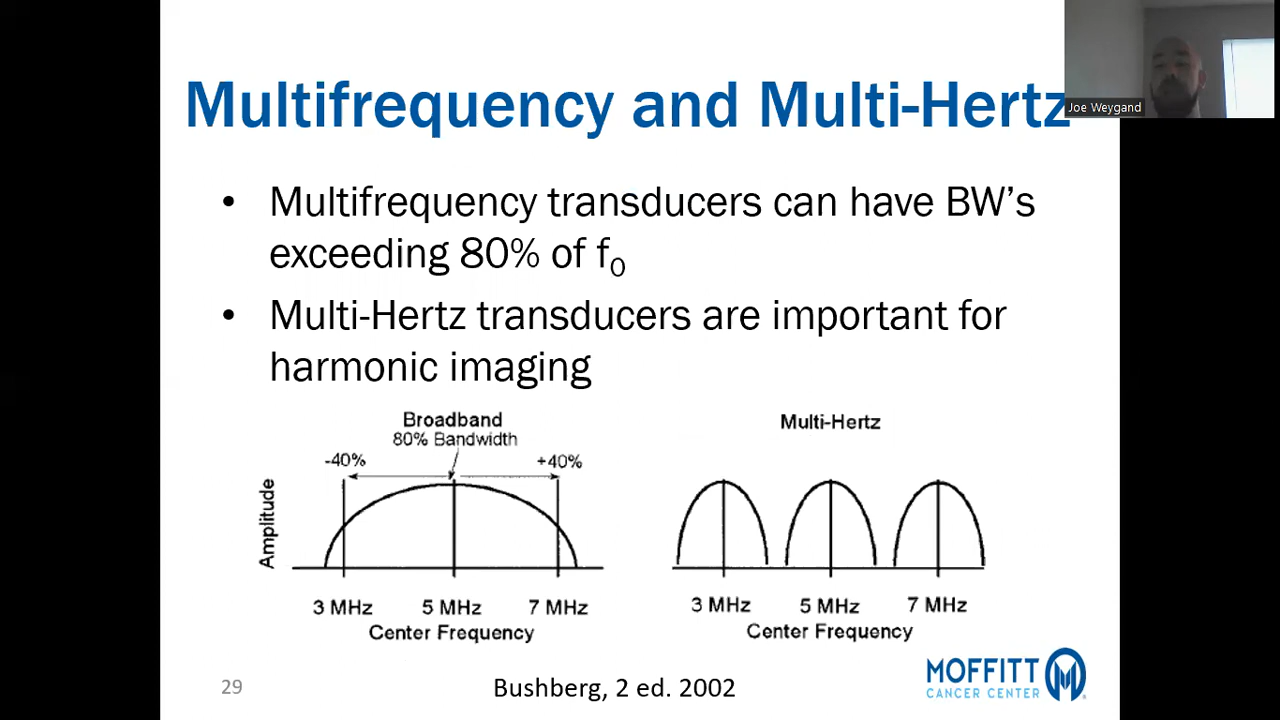 Multifrequency and Multi-Hertz
Joe Weygand
• Multifrequency transducers can have BW's
exceeding 80% of f₀
• Multi-Hertz transducers are important for
harmonic imaging
Broadband
80% Bandwidth
-40%
+40%
Amplitude
3 MHz 5 MHz 7 MHz
Center Frequency
Multi-Hertz
3 MHz 5 MHz 7 MHz
Center Frequency
29
Bushberg, 2 ed. 2002
MOFFITT
CANCER CENTER